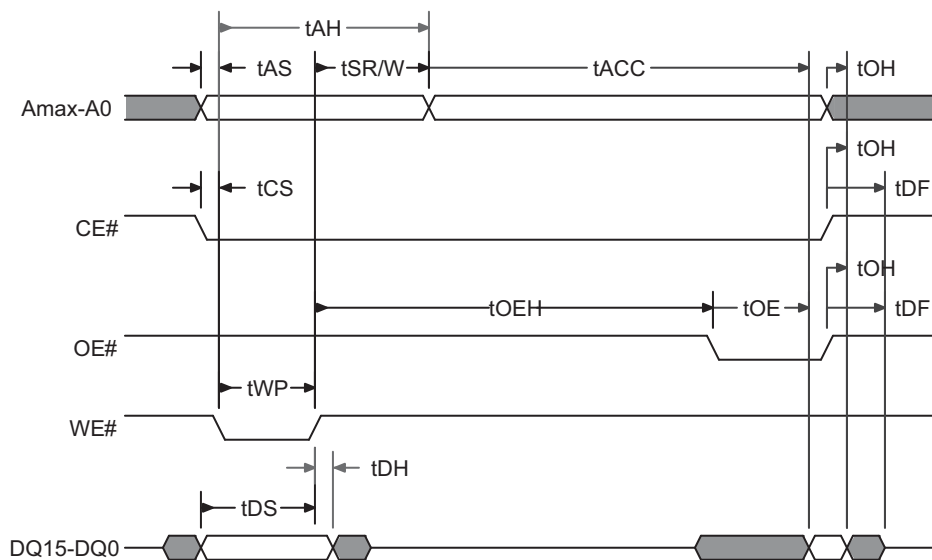 tAH
tAS tSR/W tACC tOH
Amax-A0
tOH
tCS tDF
CE#
tOH
tOEH tOE tDF
OE#
tWP
WE#
tDH
tDS
DQ15-DQ0